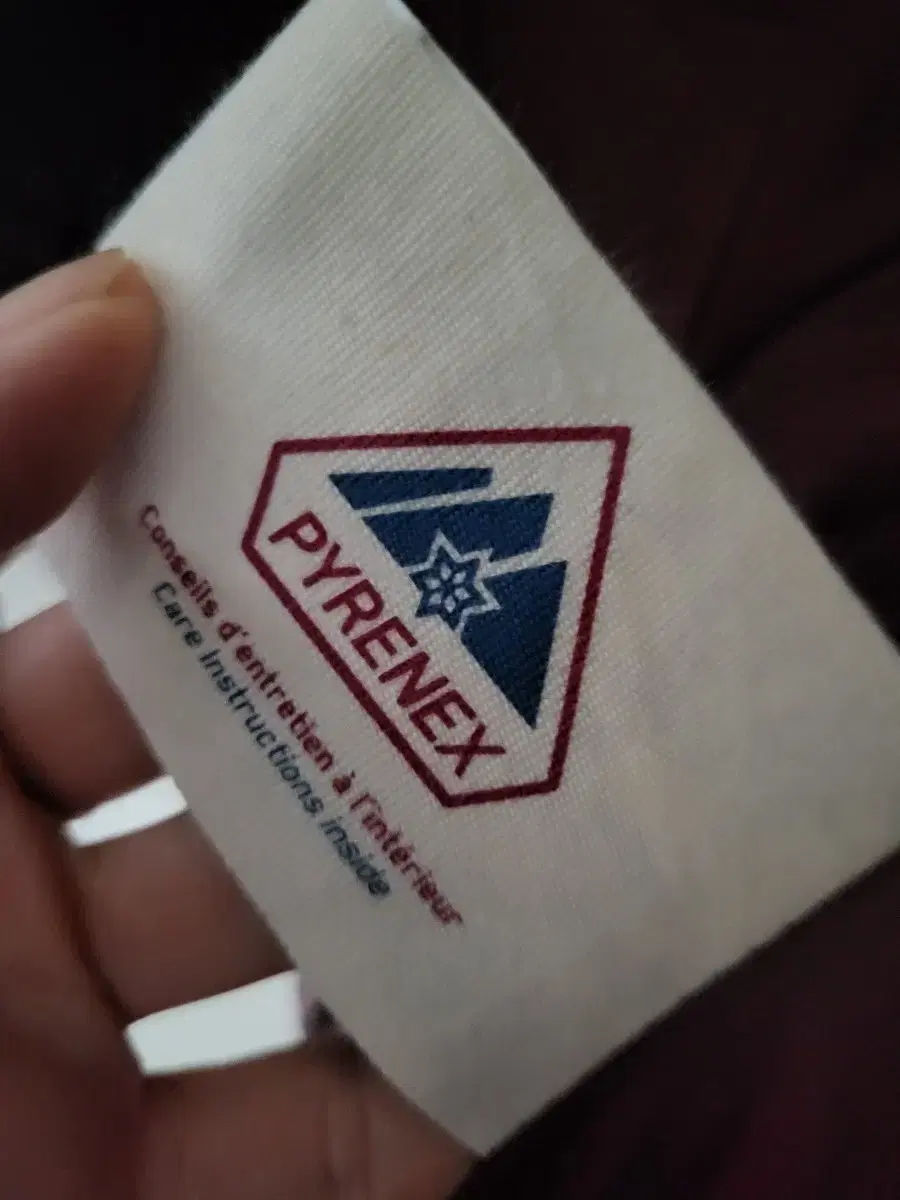 PYRENEX
Conseils d'entretien à l'intérieur
Care instructions inside